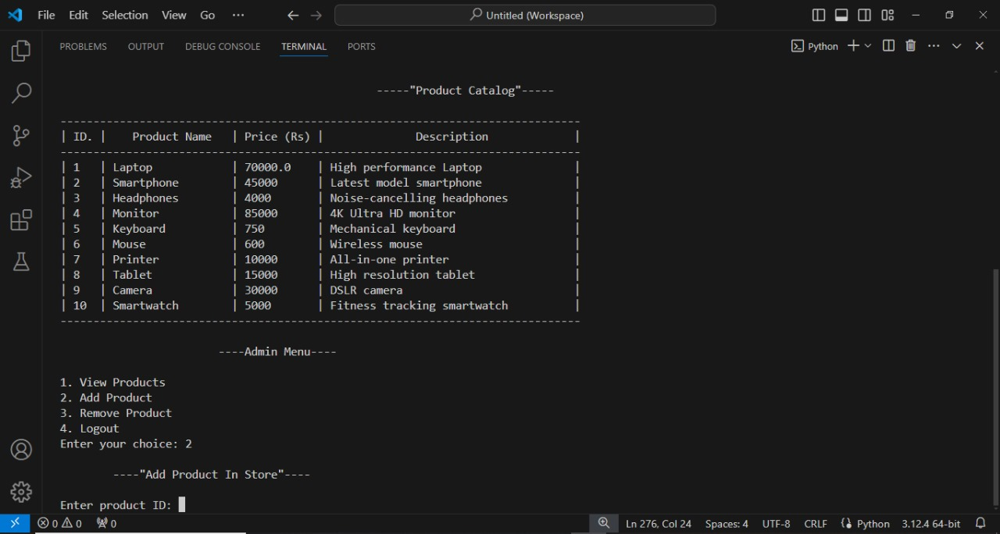 File Edit Selection View Go ··· Untitled (Workspace)
PROBLEMS OUTPUT DEBUG CONSOLE TERMINAL PORTS Python
-----"Product Catalog"-----
-------------------------------------------------------------------------------
| ID. | Product Name | Price (Rs) | Description |
-------------------------------------------------------------------------------
| 1 | Laptop | 70000.0 | High performance Laptop |
| 2 | Smartphone | 45000 | Latest model smartphone |
| 3 | Headphones | 4000 | Noise-cancelling headphones |
| 4 | Monitor | 85000 | 4K Ultra HD monitor |
| 5 | Keyboard | 750 | Mechanical keyboard |
| 6 | Mouse | 600 | Wireless mouse |
| 7 | Printer | 10000 | All-in-one printer |
| 8 | Tablet | 15000 | High resolution tablet |
| 9 | Camera | 30000 | DSLR camera |
| 10 | Smartwatch | 5000 | Fitness tracking smartwatch |
-------------------------------------------------------------------------------
----Admin Menu----
1. View Products
2. Add Product
3. Remove Product
4. Logout
Enter your choice: 2
----"Add Product In Store"----
Enter product ID:
0 0 0 Ln 276, Col 24 Spaces: 4 UTF-8 CRLF Python 3.12.4 64-bit